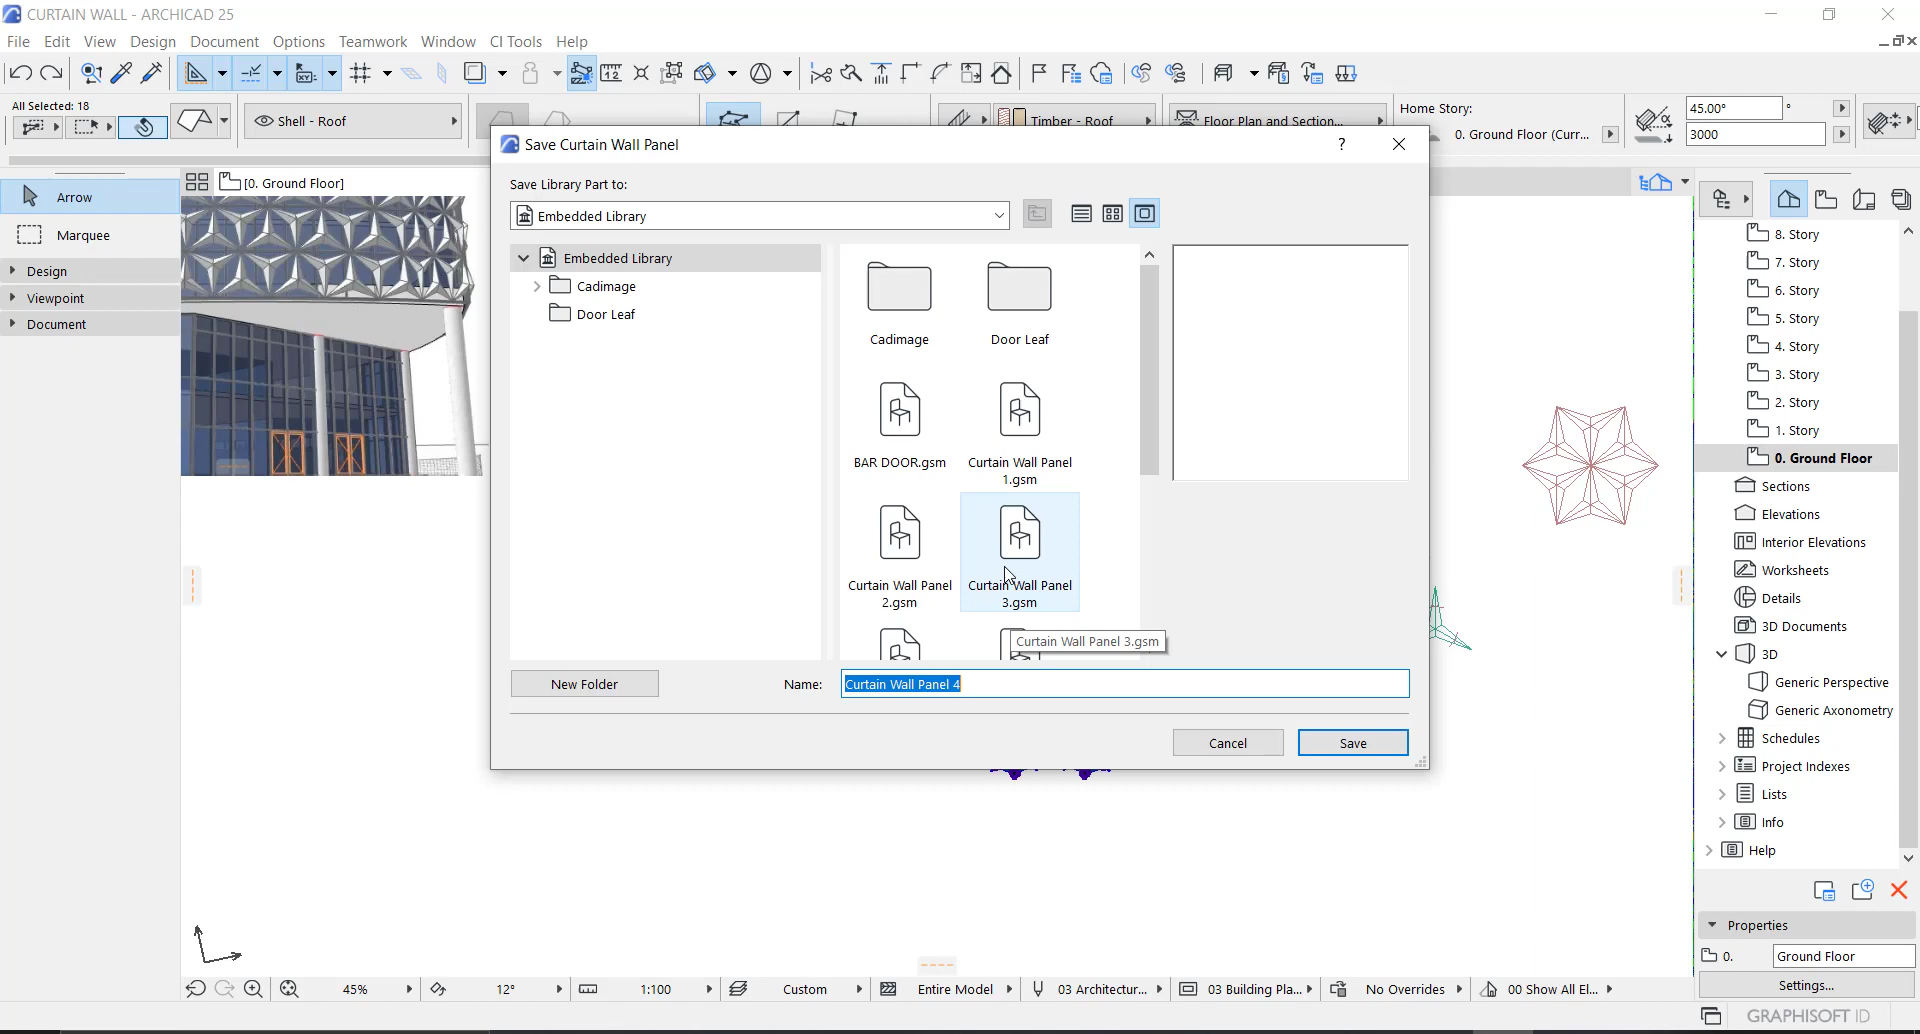 CURTAIN WALL - ARCHICAD 25
File Edit View Design Document Options Teamwork Window CI Tools Help
All Selected: 18
Shell - Roof
Timber - Roof
Floor Plan and Section...
Home Story:
0. Ground Floor (Curr...
45.00°
°
3000
Arrow
Marquee
Design
Viewpoint
Document
[0. Ground Floor]
Save Curtain Wall Panel
?
Save Library Part to:
Embedded Library
Embedded Library
Cadimage
Door Leaf
Cadimage
Door Leaf
BAR DOOR.gsm
Curtain Wall Panel
1.gsm
Curtain Wall Panel
2.gsm
Curtain Wall Panel
3.gsm
Curtain Wall Panel 3.gsm
New Folder
Name:
Curtain Wall Panel 4
Cancel
Save
8. Story
7. Story
6. Story
5. Story
4. Story
3. Story
2. Story
1. Story
0. Ground Floor
Sections
Elevations
Interior Elevations
Worksheets
Details
3D Documents
3D
Generic Perspective
Generic Axonometry
Schedules
Project Indexes
Lists
Info
Help
Properties
0.
Ground Floor
Settings...
45%
12°
1:100
Custom
Entire Model
03 Architectur...
03 Building Pla...
No Overrides
00 Show All El...
GRAPHISOFT ID